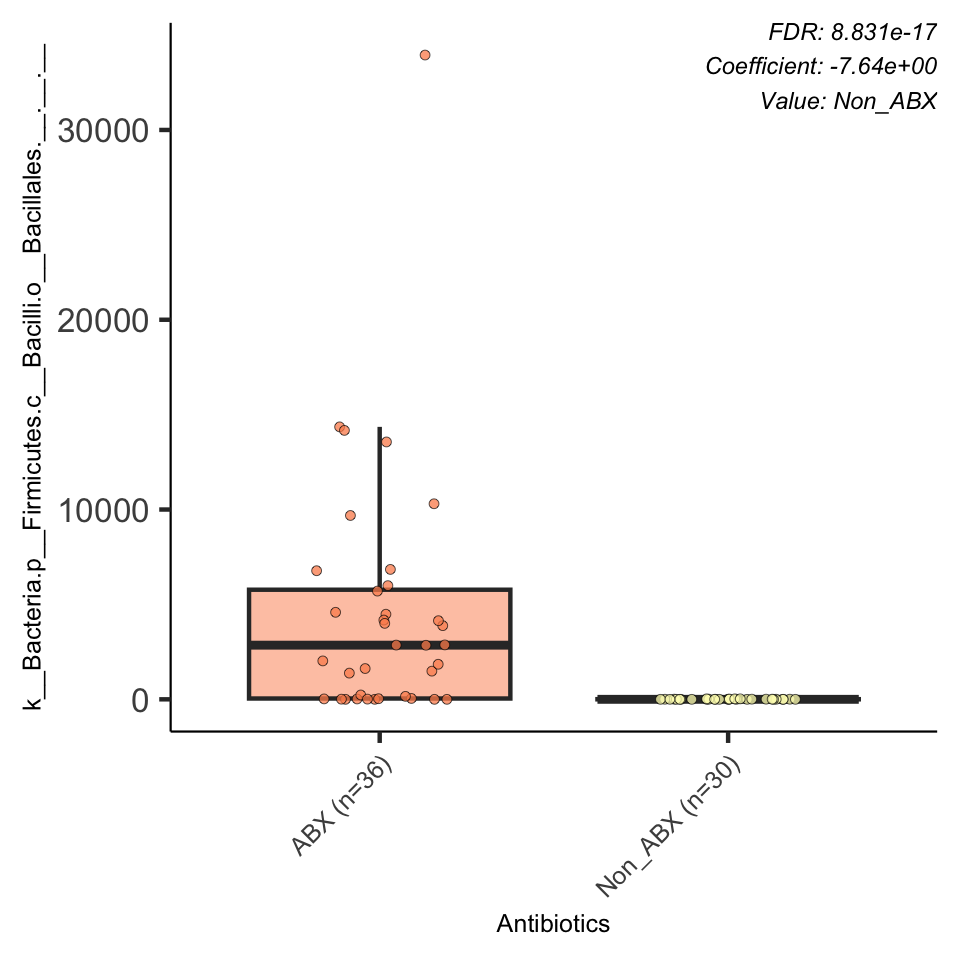 FDR: 8.831e-17
Coefficient: -7.64e+00
Value: Non_ABX
k__Bacteria.p__Firmicutes.c__Bacilli.o__Bacillales.__.__.__
30000
20000
10000
0
ABX (n=36)
Non_ABX (n=30)
Antibiotics